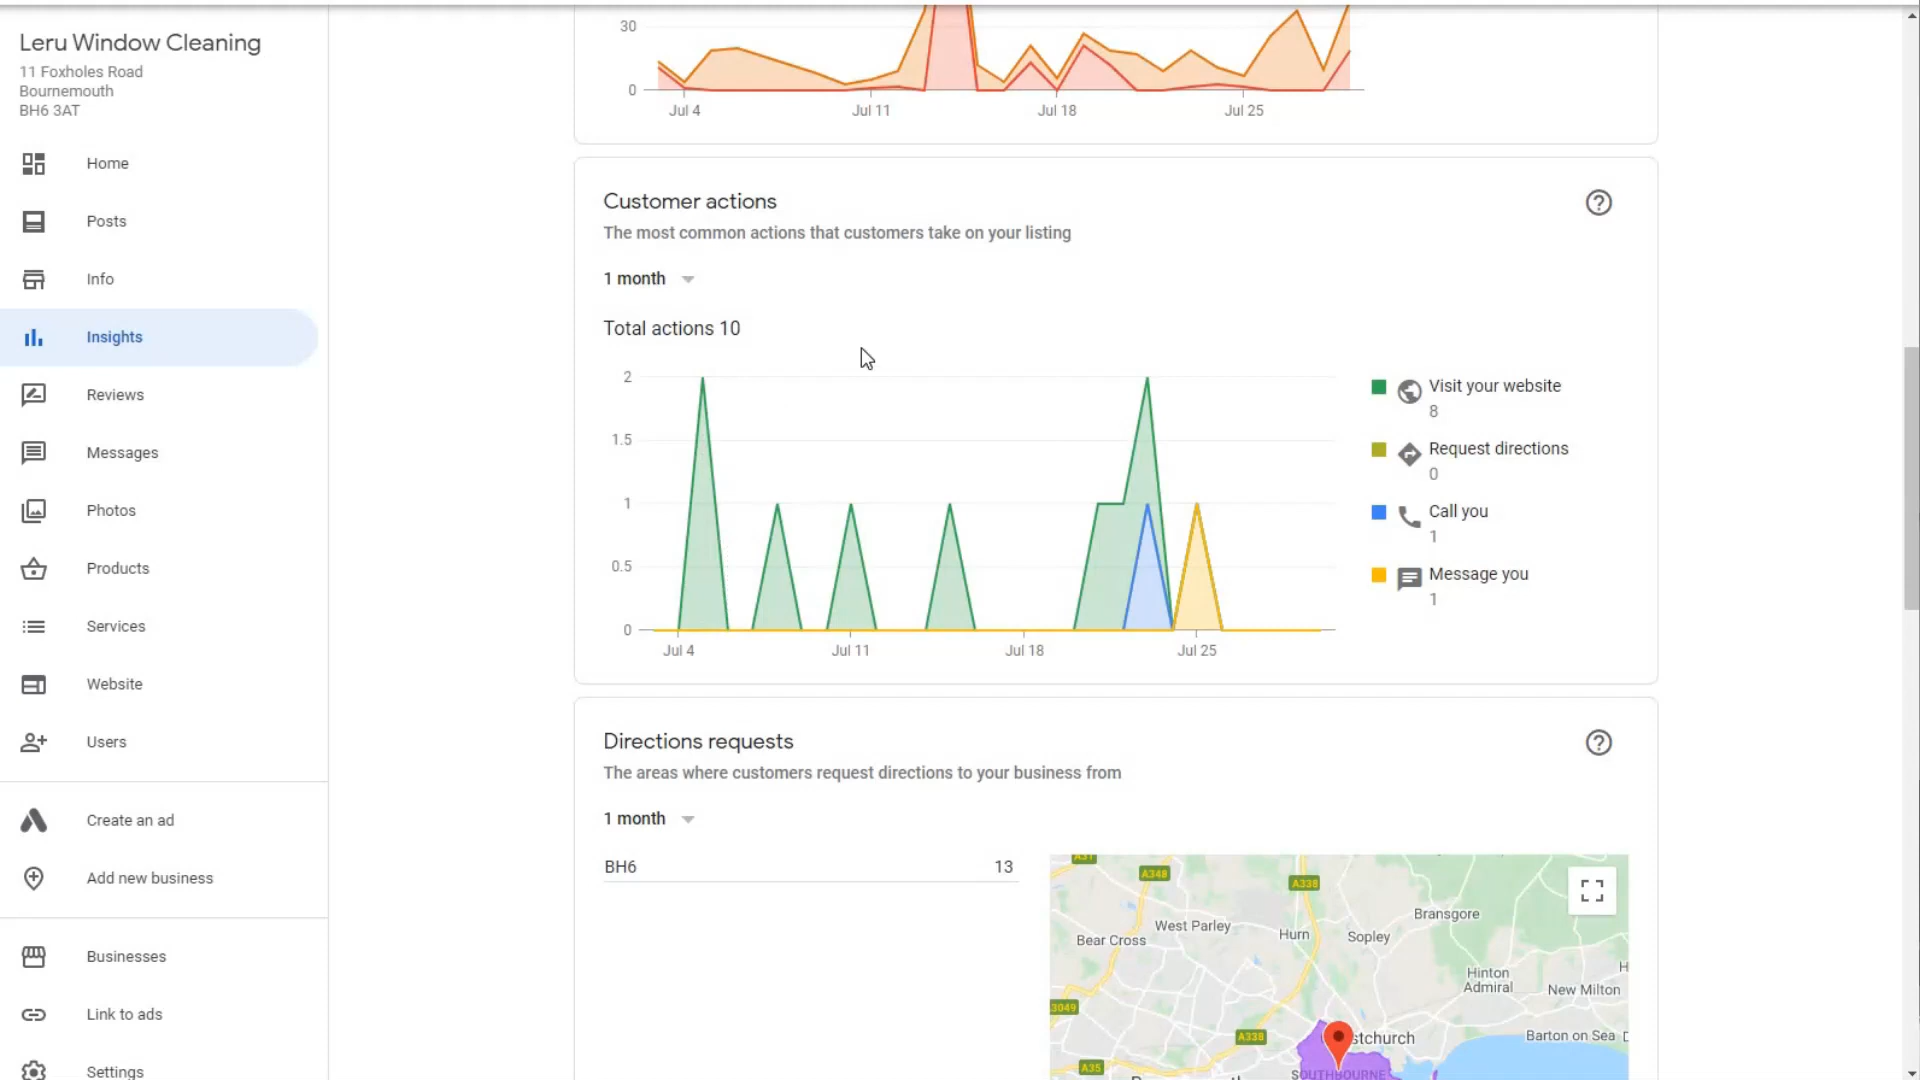 Leru Window Cleaning
11 Foxholes Road
Bournemouth
BH6 3AT
Home
Posts
Info
Insights
Reviews
Messages
Photos
Products
Services
Website
Users
Create an ad
Add new business
Businesses
Link to ads
Settings
30
0
Jul 4 Jul 11 Jul 18 Jul 25
Customer actions
The most common actions that customers take on your listing
1 month
Total actions 10
2
1.5
1
0.5
0
Jul 4 Jul 11 Jul 18 Jul 25
Visit your website
8
Request directions
0
Call you
1
Message you
1
Directions requests
The areas where customers request directions to your business from
1 month
BH6 13
A31
A348
A338
Bransgore
West Parley
Hurn
Sopley
Bear Cross
Hinton
Admiral
H
New Milton
3049
A338
stchurch
Barton on Sea
A35
SOUTHBOURNE